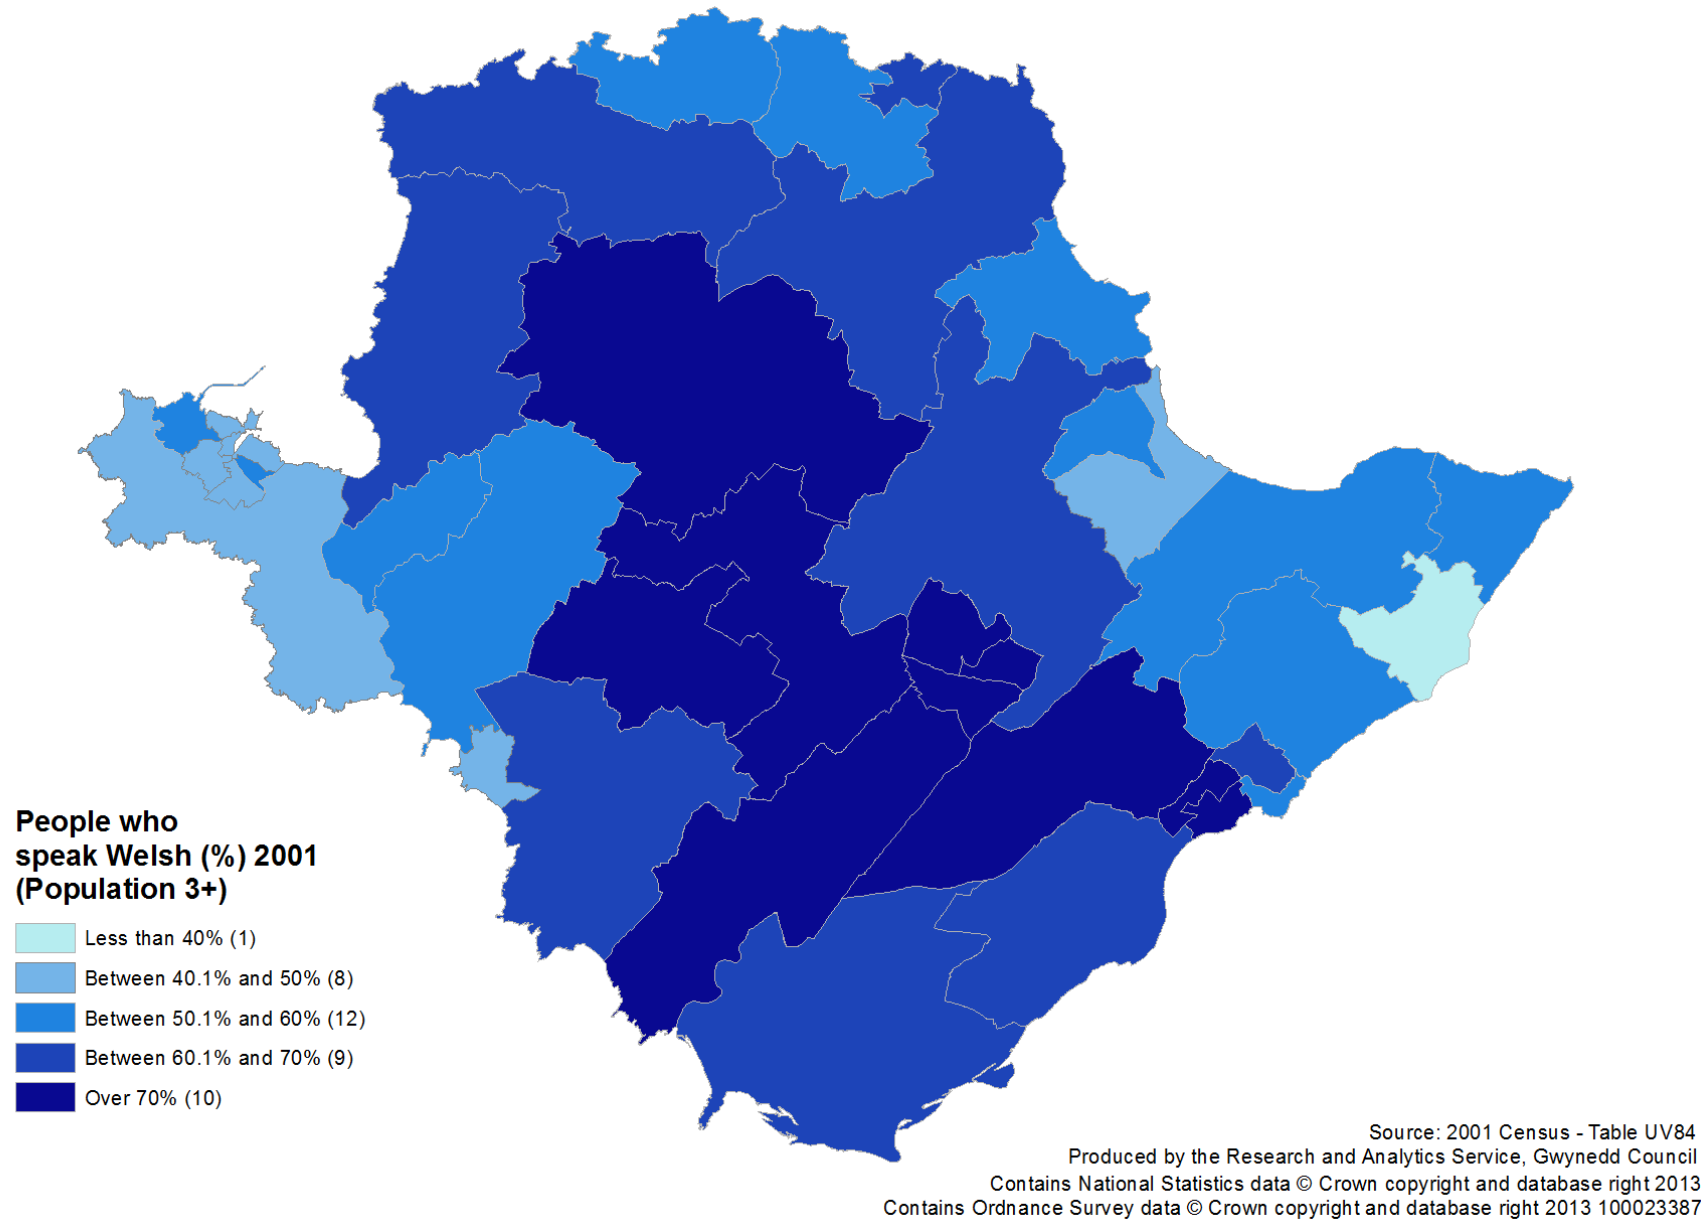 People who
speak Welsh (%) 2001
(Population 3+)
Less than 40% (1)
Between 40.1% and 50% (8)
Between 50.1% and 60% (12)
Between 60.1% and 70% (9)
Over 70% (10)
Source: 2001 Census - Table UV84
Produced by the Research and Analytics Service, Gwynedd Council
Contains National Statistics data © Crown copyright and database right 2013
Contains Ordnance Survey data © Crown copyright and database right 2013 100023387